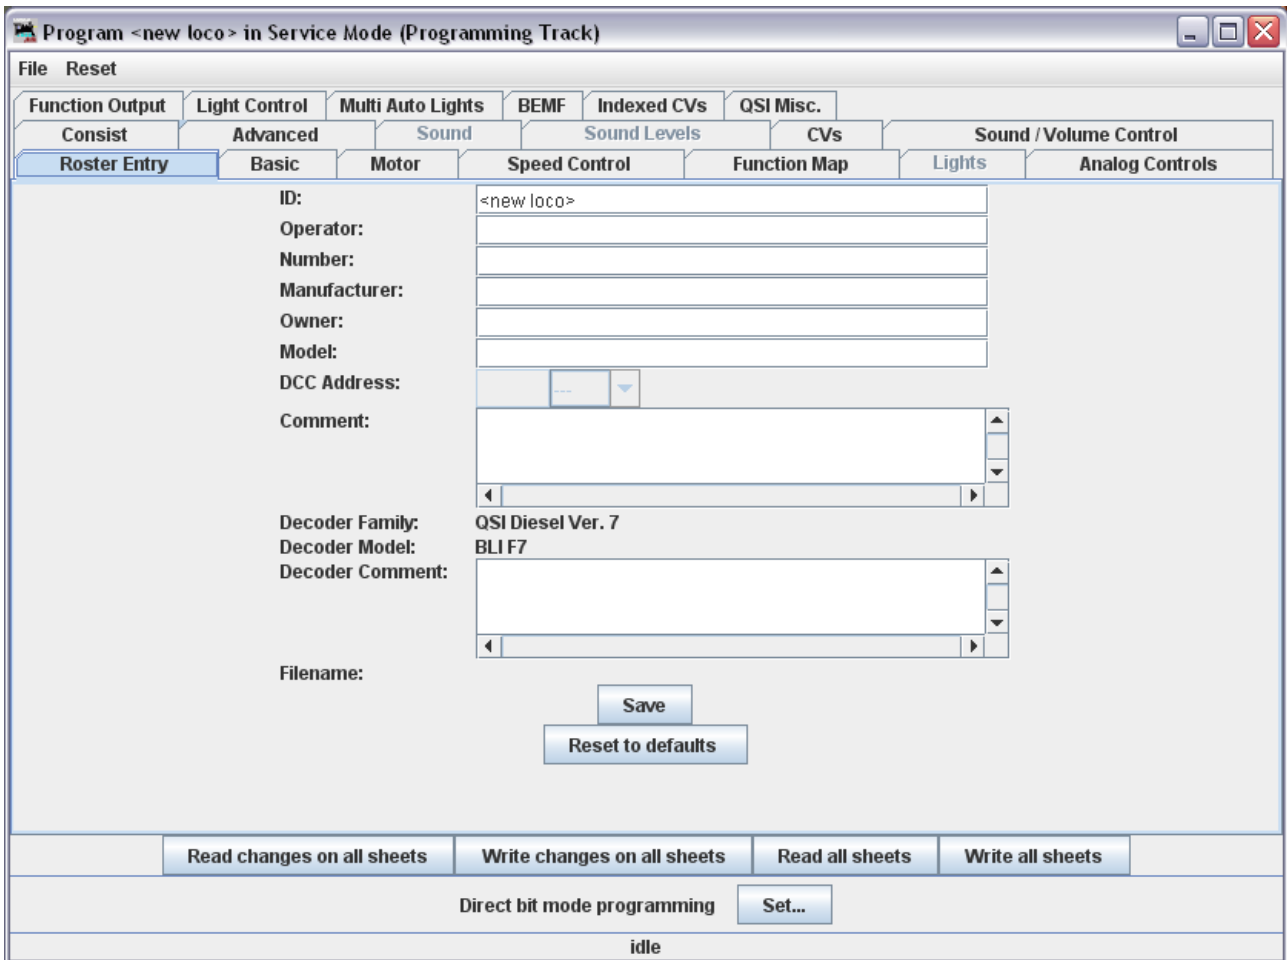 Program <new loco> in Service Mode (Programming Track)
File Reset
Function Output Light Control Multi Auto Lights BEMF Indexed CVs QSI Misc.
Consist Advanced Sound Sound Levels CVs Sound / Volume Control
Roster Entry Basic Motor Speed Control Function Map Lights Analog Controls
ID: <new loco>
Operator:
Number:
Manufacturer:
Owner:
Model:
DCC Address: ---
Comment:
Decoder Family: QSI Diesel Ver. 7
Decoder Model: BLI F7
Decoder Comment:
Filename:
Save
Reset to defaults
Read changes on all sheets Write changes on all sheets Read all sheets Write all sheets
Direct bit mode programming Set...
idle